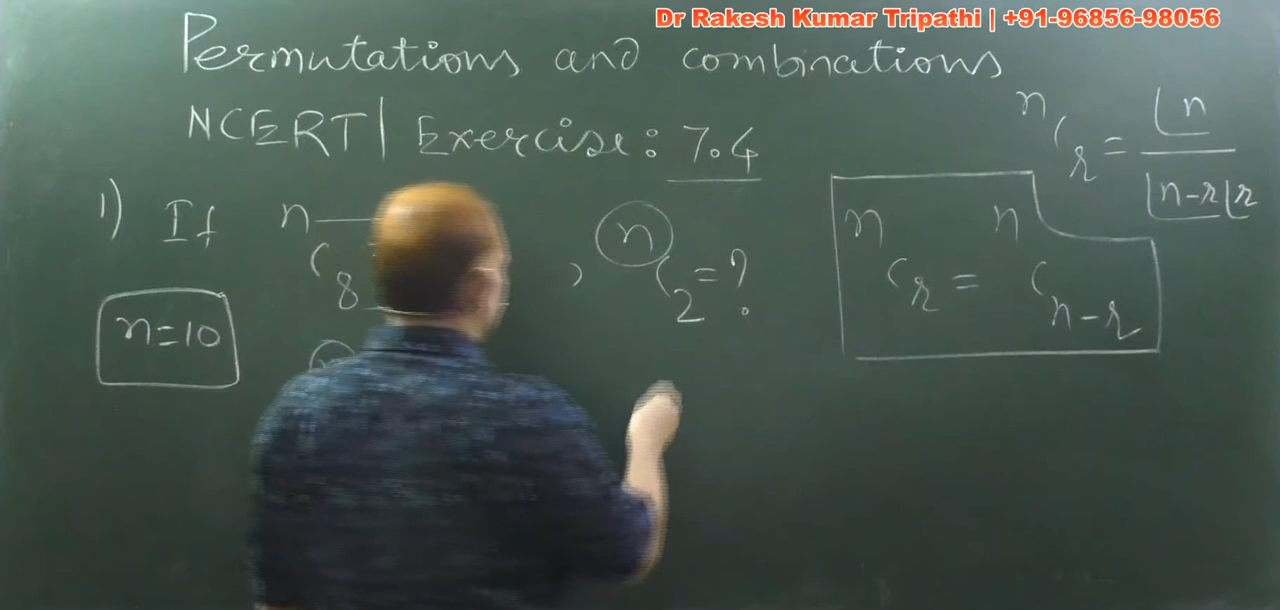 Dr Rakesh Kumar Tripathi | +91-96856-98056
Permutations and combinations
NCERT | Exercise: 7.4
ⁿCᵣ = ⌊n / ⌊n-r ⌊r
1) If ⁿC₈ , ⁿC₂ = ?
ⁿCᵣ = ⁿCₙ₋ᵣ
n=10